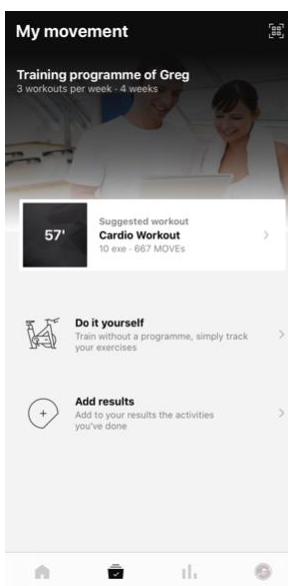 My movement
Training programme of Greg
3 workouts per week - 4 weeks
57'
Suggested workout
Cardio Workout
10 exe - 667 MOVEs
Do it yourself
Train without a programme, simply track
your exercises
Add results
Add to your results the activities
you've done